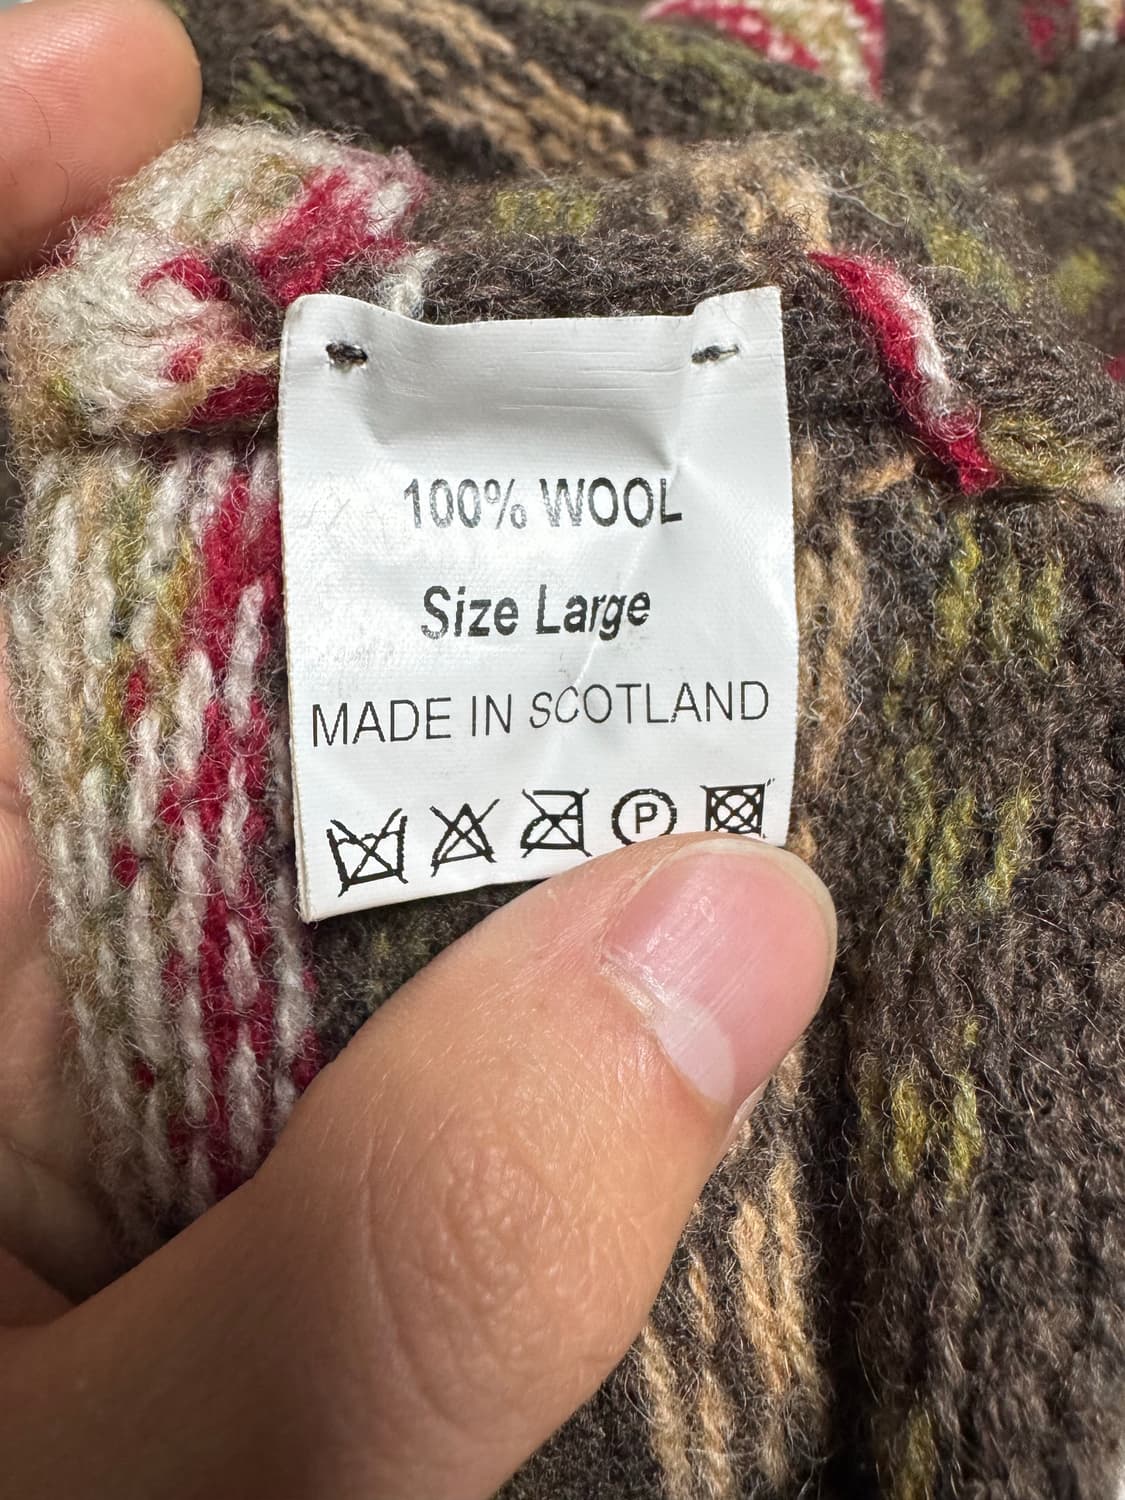 100% WOOL
Size Large
MADE IN SCOTLAND
P